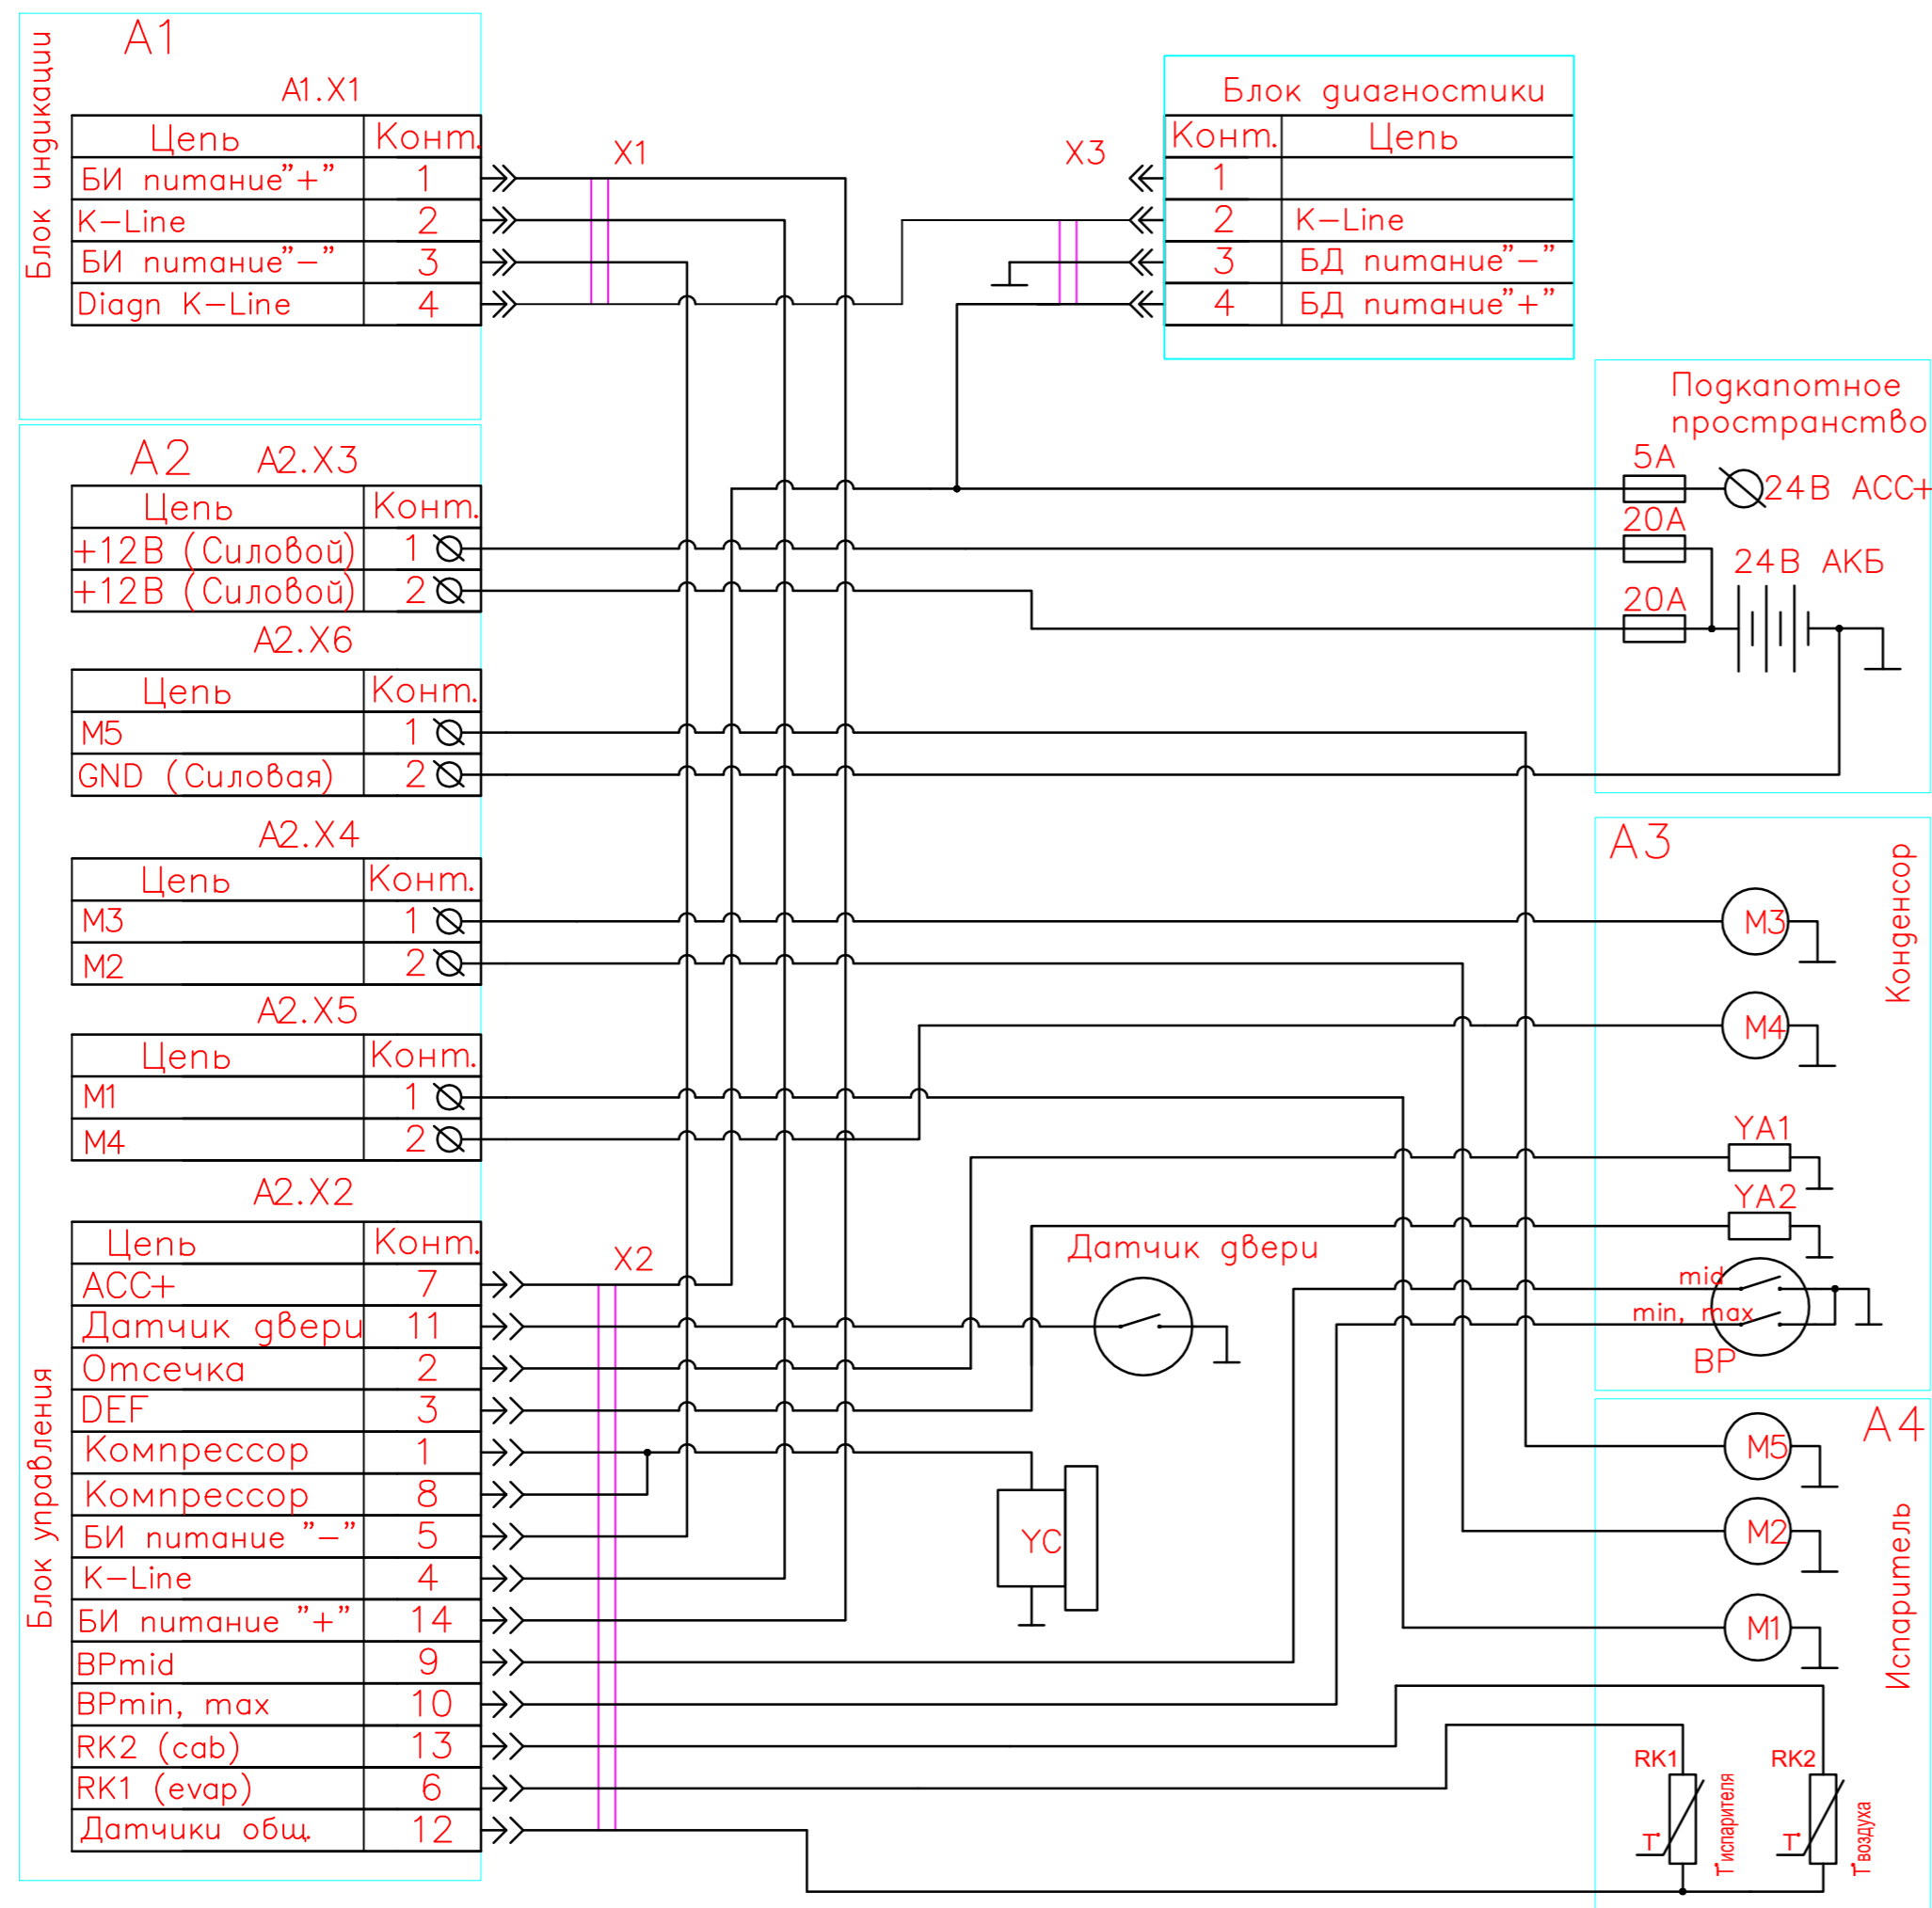 A1
A1.X1
Блок индикации
Цепь Конт.
БИ питание"+" 1
K-Line 2
БИ питание"-" 3
Diagn K-Line 4
X1
X3
Блок диагностики
Конт. Цепь
1
2 K-Line
3 БД питание"-"
4 БД питание"+"
Подкапотное
пространство
5A
24В ACC+
20A
24В АКБ
20A
A2 A2.X3
Цепь Конт.
+12В (Силовой) 1
+12В (Силовой) 2
A2.X6
Цепь Конт.
M5 1
GND (Силовая) 2
A2.X4
Цепь Конт.
M3 1
M2 2
A2.X5
Цепь Конт.
M1 1
M4 2
A2.X2
Блок управления
Цепь Конт.
ACC+ 7
Датчик двери 11
Отсечка 2
DEF 3
Компрессор 1
Компрессор 8
БИ питание "-" 5
K-Line 4
БИ питание "+" 14
BPmid 9
BPmin, max 10
RK2 (cab) 13
RK1 (evap) 6
Датчики общ. 12
X2
Датчик двери
YC
A3
Конденсор
M3
M4
YA1
YA2
mid
min, max
BP
A4
Испаритель
M5
M2
M1
RK1 RK2
T° T°
T°испарителя
T°воздуха